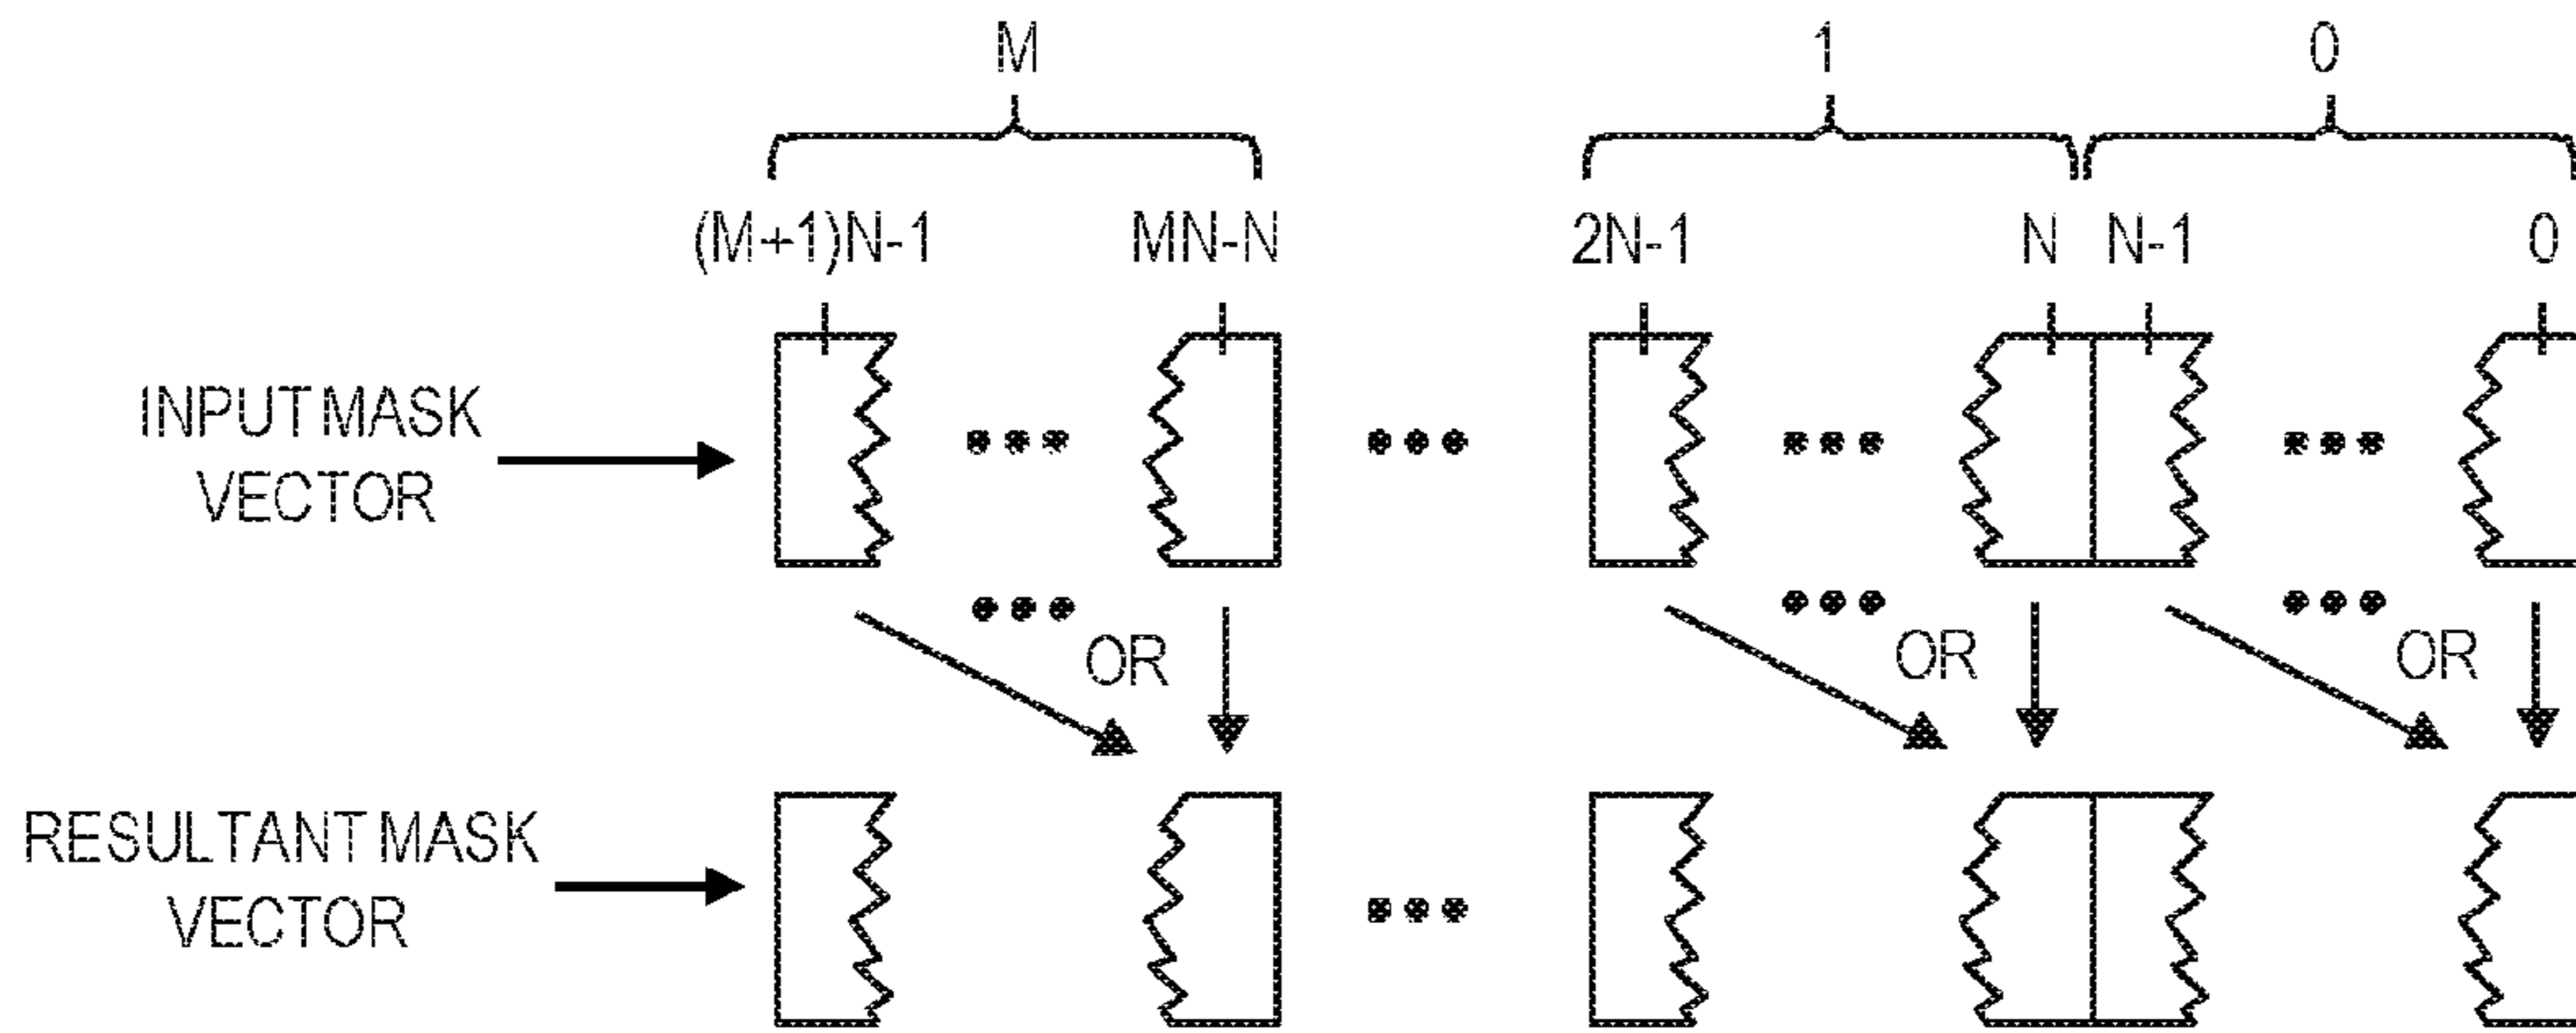 M 1 0
(M+1)N-1 MN-N 2N-1 N N-1 0
INPUT MASK
VECTOR
OR OR OR
RESULTANT MASK
VECTOR